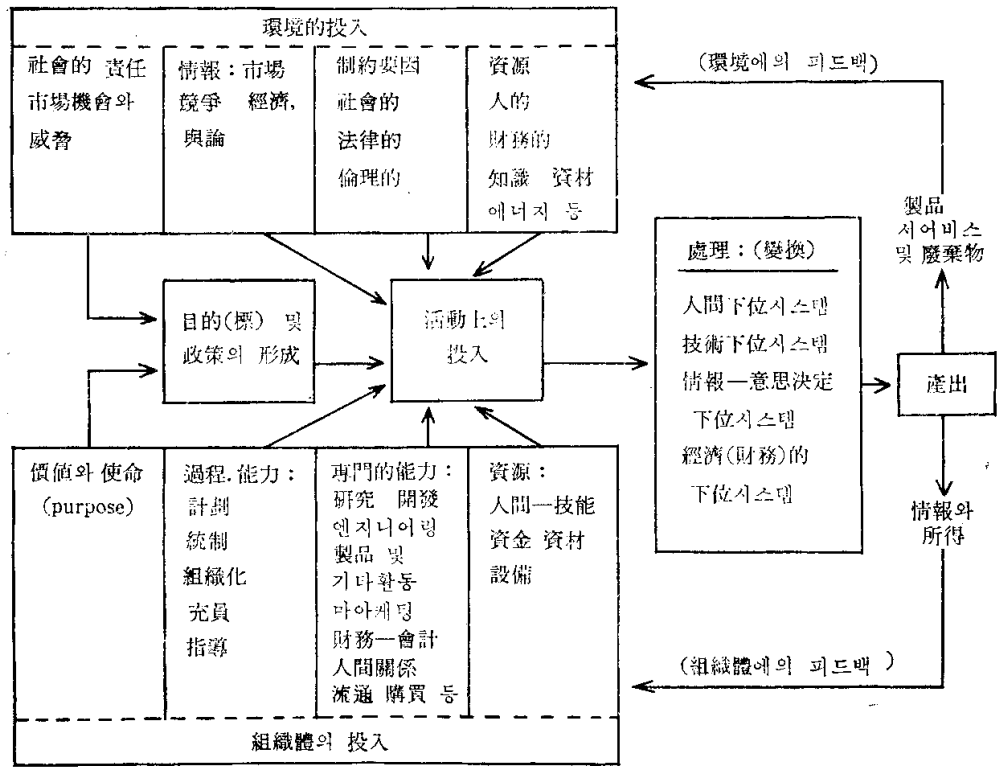 環境的投入
社會的 責任
市場機會와
威脅
情報 : 市場
競爭 經濟,
與論
制約要因
社會的
法律的
倫理的
資源
人的
財務的
知識 資材
에너지 등
(環境에의 피드백)
製品
서어비스
및 廢棄物
目的(標) 및
政策의 形成
活動上의
投入
處理 : (變換)
人間下位시스템
技術下位시스템
情報—意思決定
下位시스템
經濟(財務)的
下位시스템
產出
情報와
所得
價値와 使命
(purpose)
過程.能力 :
計劃
統制
組織化
充員
指導
專門的能力 :
研究 開發
엔지니어링
製品 및
기타활동
마아케팅
財務—會計
人間關係
流通 購買 등
資源 :
人間—技能
資金 資材
設備
(組織體에의 피드백 )
組織體의 投入